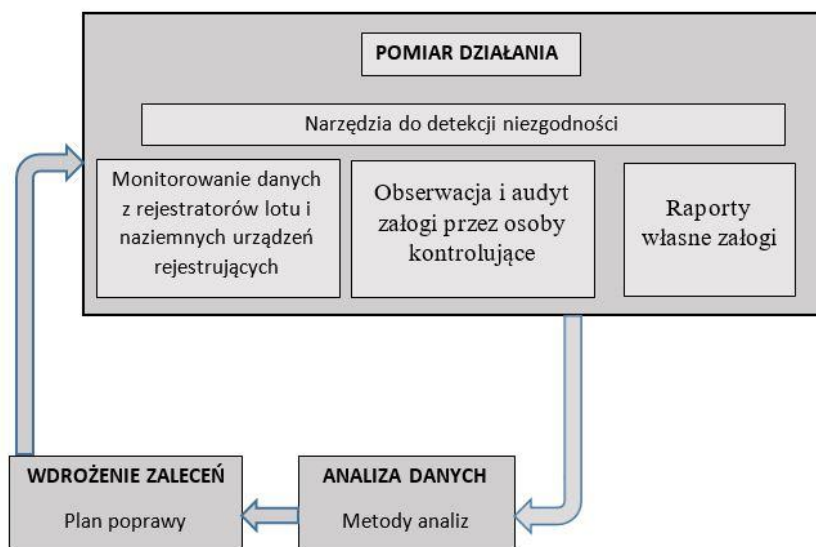 POMIAR DZIAŁANIA
Narzędzia do detekcji niezgodności
Monitorowanie danych
z rejestratorów lotu i
naziemnych urządzeń
rejestrujących
Obserwacja i audyt
załogi przez osoby
kontrolujące
Raporty
własne załogi
WDROŻENIE ZALECEŃ
Plan poprawy
ANALIZA DANYCH
Metody analiz